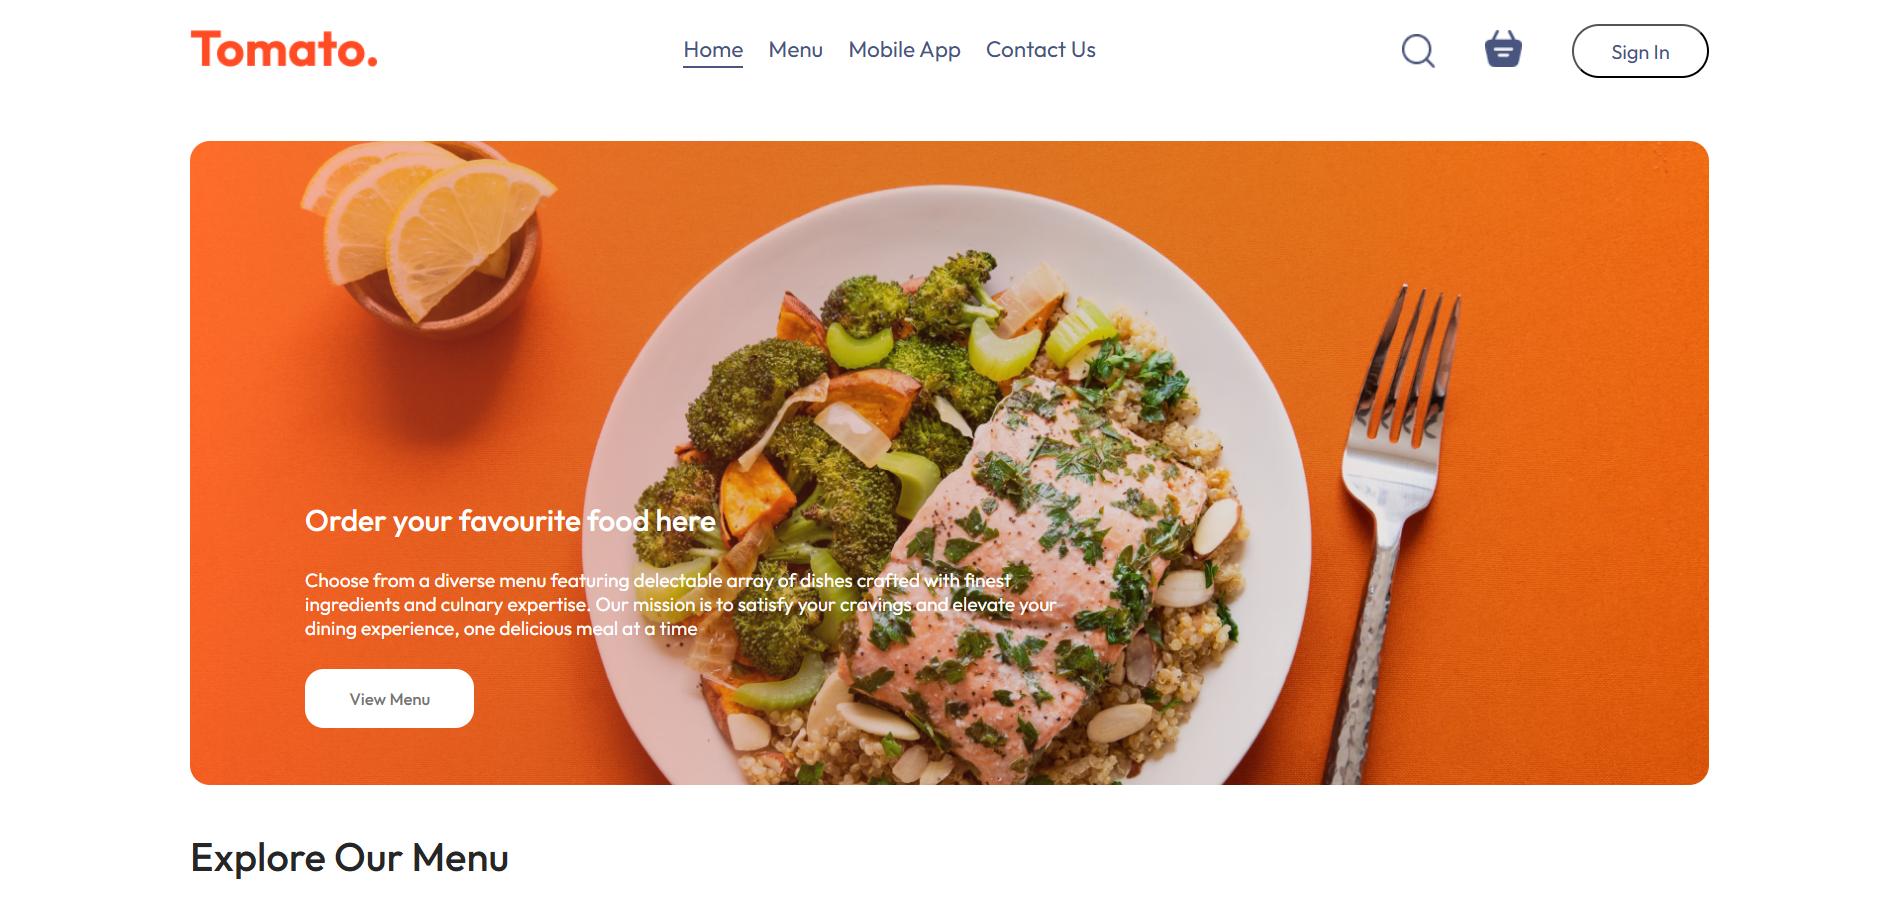 Tomato.
Home Menu Mobile App Contact Us
Sign In
Order your favourite food here
Choose from a diverse menu featuring delectable array of dishes crafted with finest
ingredients and culnary expertise. Our mission is to satisfy your cravings and elevate your
dining experience, one delicious meal at a time
View Menu
Explore Our Menu